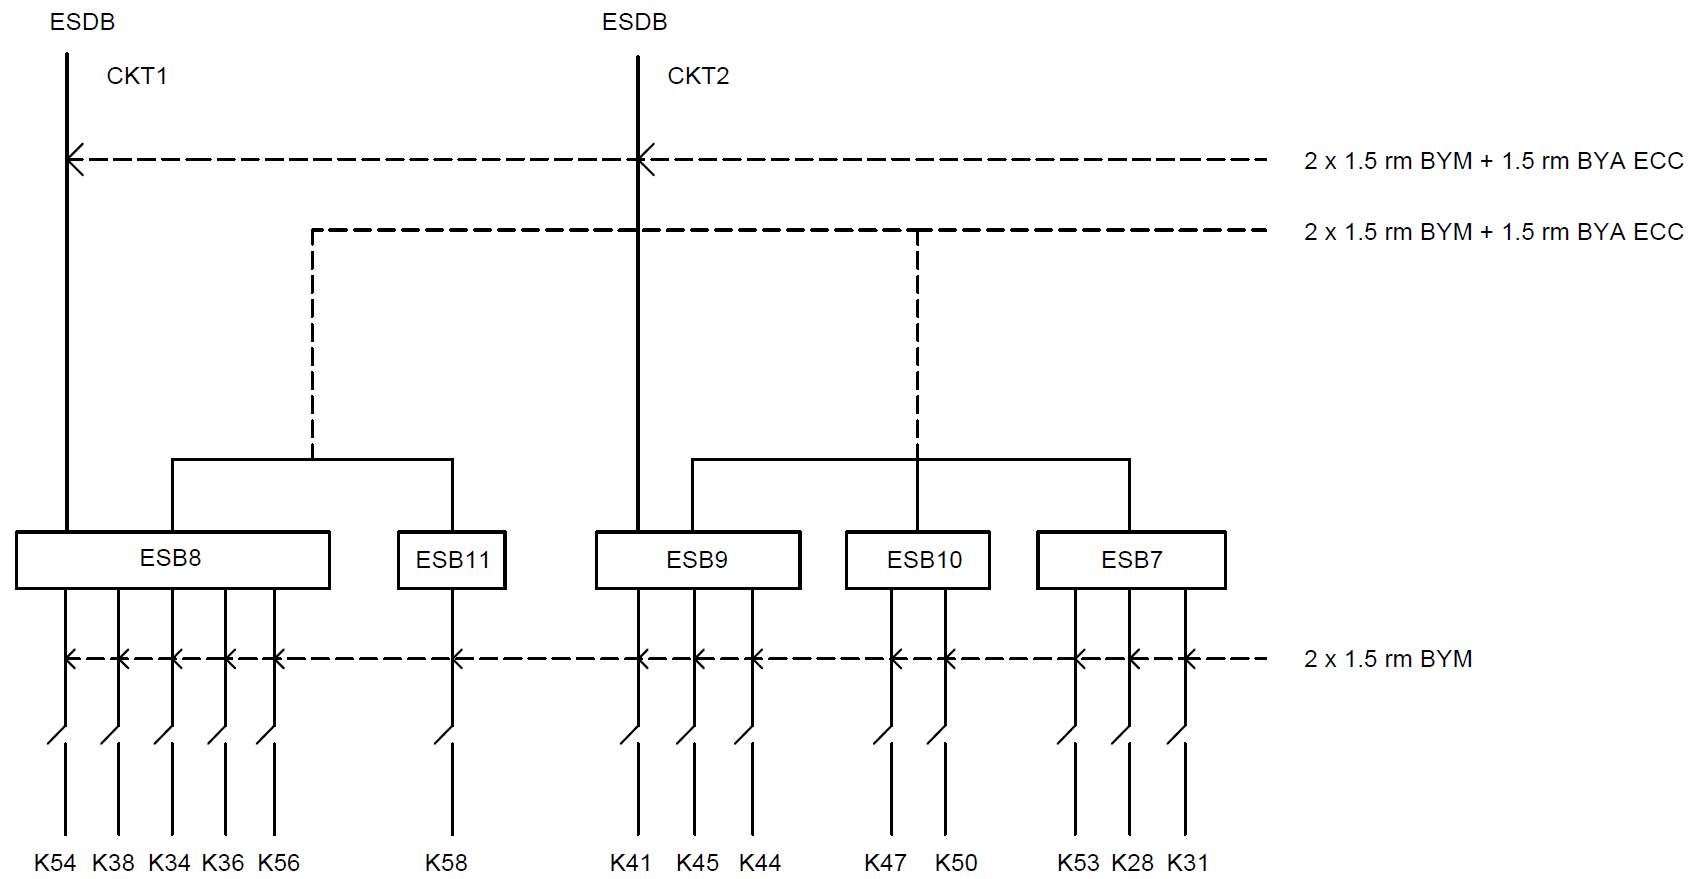 ESDB
ESDB
CKT1
CKT2
2 x 1.5 rm BYM + 1.5 rm BYA ECC
2 x 1.5 rm BYM + 1.5 rm BYA ECC
ESB8
ESB11
ESB9
ESB10
ESB7
2 x 1.5 rm BYM
K54
K38
K34
K36
K56
K58
K41
K45
K44
K47
K50
K53
K28
K31